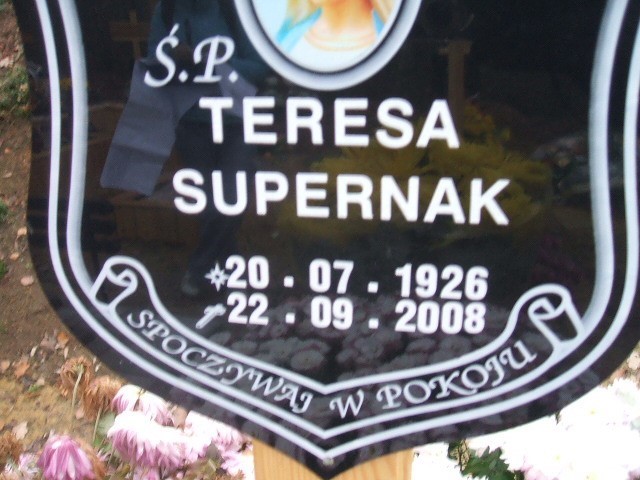 Ś.P.
TERESA
SUPERNAK
20 . 07 . 1926
22 . 09 . 2008
SPOCZYWAJ W POKOJU